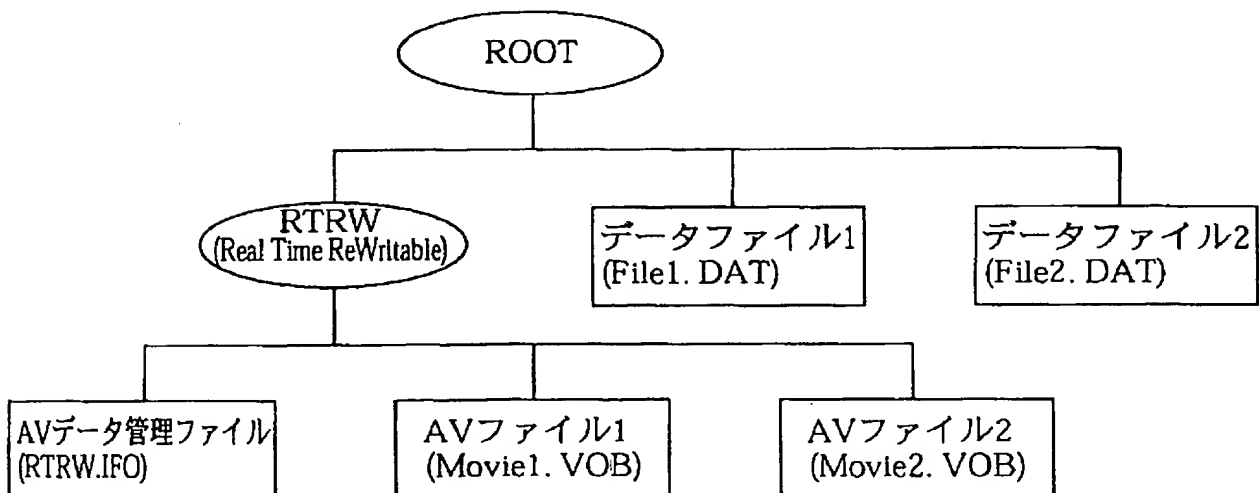 ROOT
RTRW
(Real Time ReWritable)
データファイル1
(File1. DAT)
データファイル2
(File2. DAT)
AVデータ管理ファイル
(RTRW.IFO)
AVファイル1
(Movie1. VOB)
AVファイル2
(Movie2. VOB)